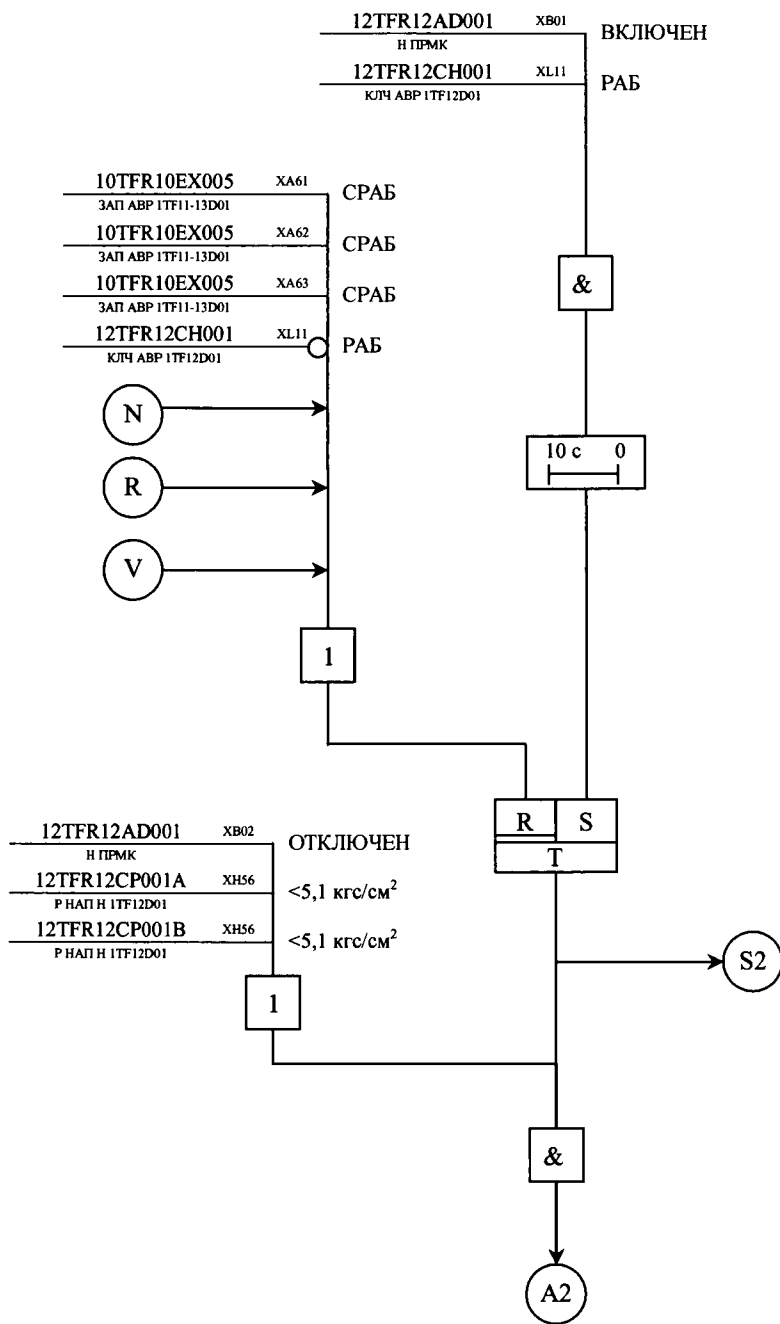 12TFR12AD001 XB01 ВКЛЮЧЕН
Н ПРМК
12TFR12CH001 XL11 РАБ
КЛЧ АВР 1TF12D01
10TFR10EX005 XA61 СРАБ
ЗАП АВР 1TF11-13D01
10TFR10EX005 XA62 СРАБ
ЗАП АВР 1TF11-13D01
10TFR10EX005 XA63 СРАБ
ЗАП АВР 1TF11-13D01
12TFR12CH001 XL11 РАБ
КЛЧ АВР 1TF12D01
&
N
10 с 0
R
V
1
R S
T
12TFR12AD001 XB02 ОТКЛЮЧЕН
Н ПРМК
12TFR12CP001A XH56 <5,1 кгс/см²
Р НАП Н 1TF12D01
12TFR12CP001B XH56 <5,1 кгс/см²
Р НАП Н 1TF12D01
S2
1
&
A2